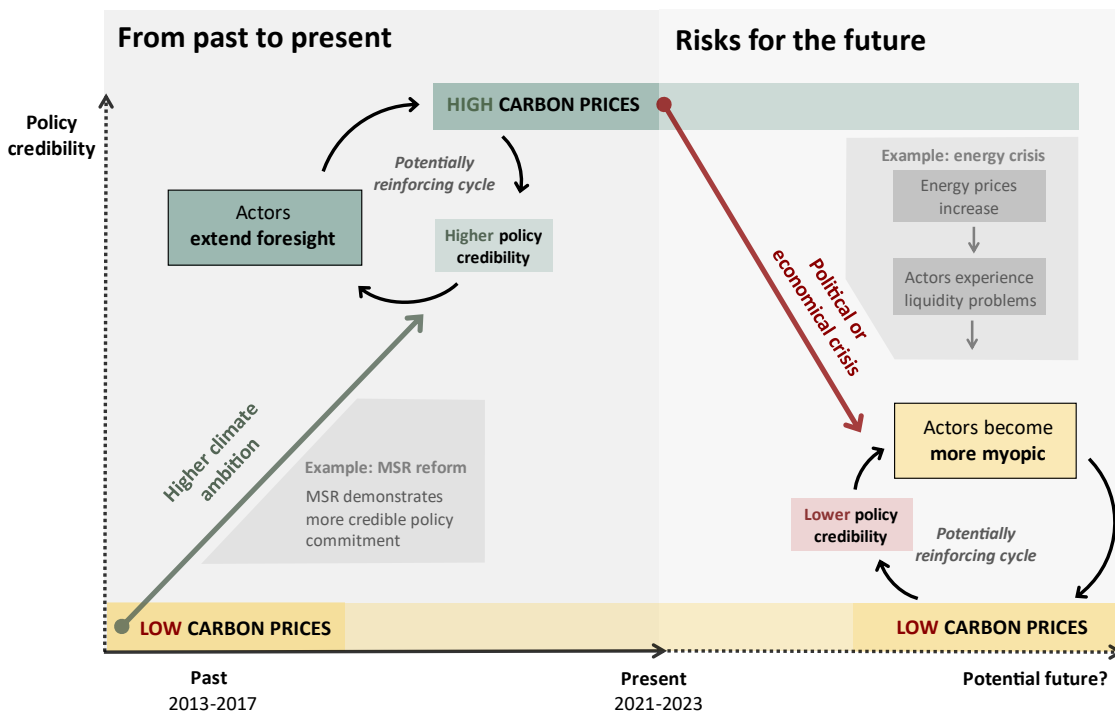 From past to present
Risks for the future
Policy
credibility
HIGH CARBON PRICES
Potentially
reinforcing cycle
Actors
extend foresight
Higher policy
credibility
Higher climate
ambition
Example: MSR reform
MSR demonstrates
more credible policy
commitment
LOW CARBON PRICES
Political or
economical crisis
Example: energy crisis
Energy prices
increase
Actors experience
liquidity problems
Actors become
more myopic
Lower policy
credibility
Potentially
reinforcing cycle
LOW CARBON PRICES
Past
2013-2017
Present
2021-2023
Potential future?